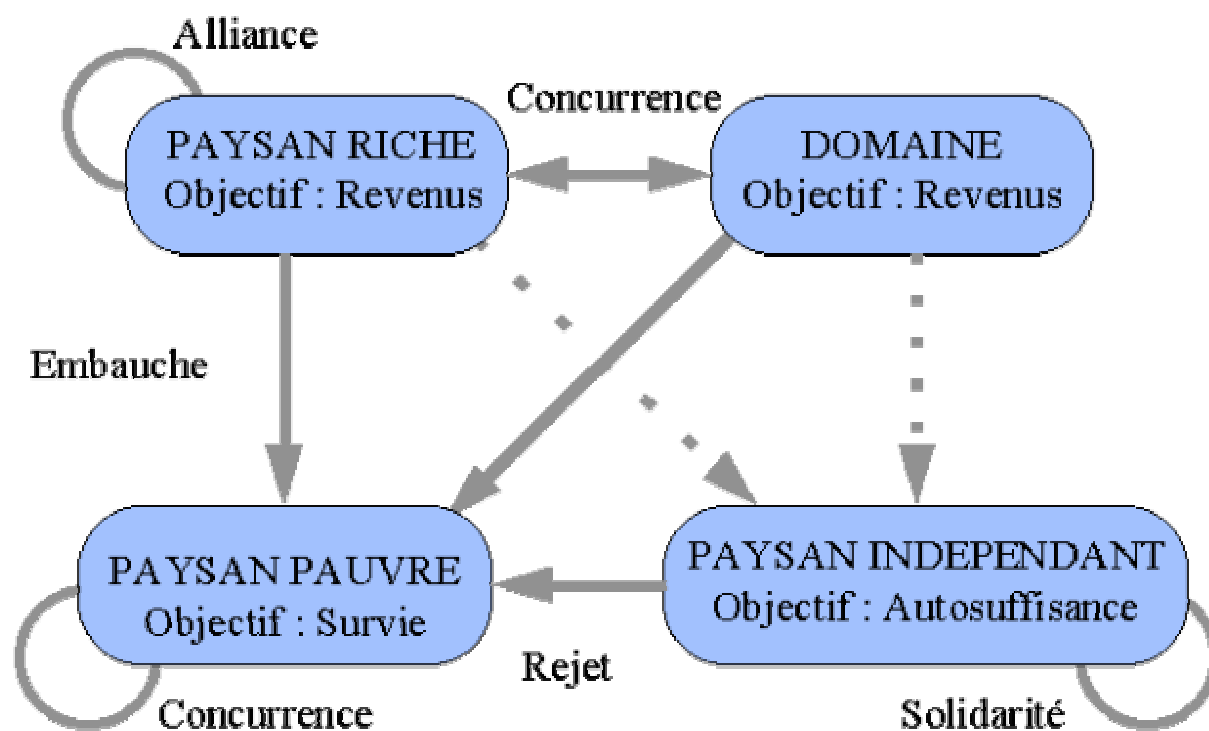 Alliance
Concurrence
PAYSAN RICHE
Objectif : Revenus
DOMAINE
Objectif : Revenus
Embauche
PAYSAN PAUVRE
Objectif : Survie
PAYSAN INDEPENDANT
Objectif : Autosuffisance
Rejet
Concurrence
Solidarité